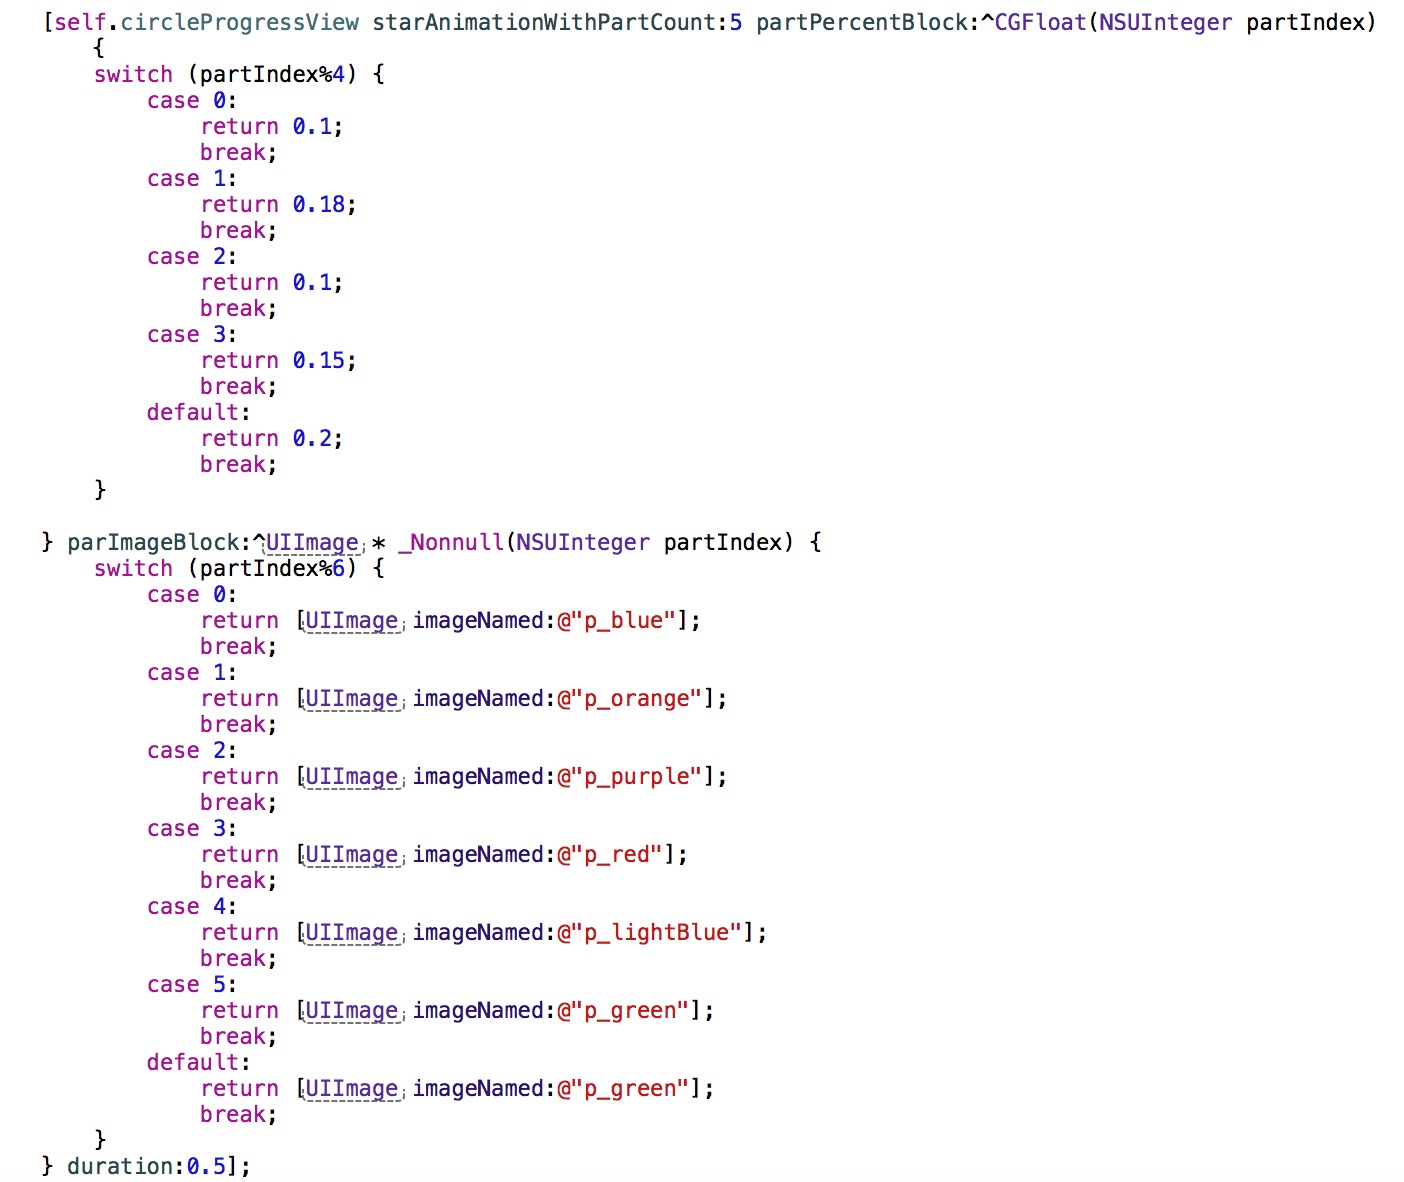 [self.circleProgressView starAnimationWithPartCount:5 partPercentBlock:^CGFloat(NSUInteger partIndex)
{
switch (partIndex%4) {
case 0:
return 0.1;
break;
case 1:
return 0.18;
break;
case 2:
return 0.1;
break;
case 3:
return 0.15;
break;
default:
return 0.2;
break;
}
} parImageBlock:^UIImage * _Nonnull(NSUInteger partIndex) {
switch (partIndex%6) {
case 0:
return [UIImage imageNamed:@"p_blue"];
break;
case 1:
return [UIImage imageNamed:@"p_orange"];
break;
case 2:
return [UIImage imageNamed:@"p_purple"];
break;
case 3:
return [UIImage imageNamed:@"p_red"];
break;
case 4:
return [UIImage imageNamed:@"p_lightBlue"];
break;
case 5:
return [UIImage imageNamed:@"p_green"];
break;
default:
return [UIImage imageNamed:@"p_green"];
break;
}
} duration:0.5];